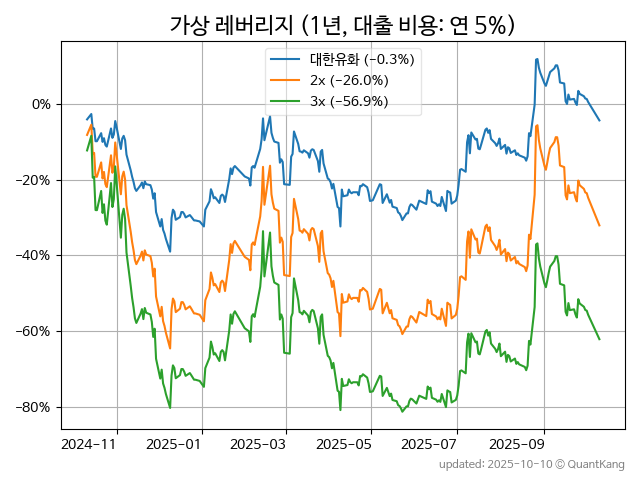 가상 레버리지 (1년, 대출 비용: 연 5%)
대한유화 (−0.3%)
2x (−26.0%)
3x (−56.9%)
0%
−20%
−40%
−60%
−80%
2024−11 2025−01 2025−03 2025−05 2025−07 2025−09
updated: 2025-10-10 © QuantKang